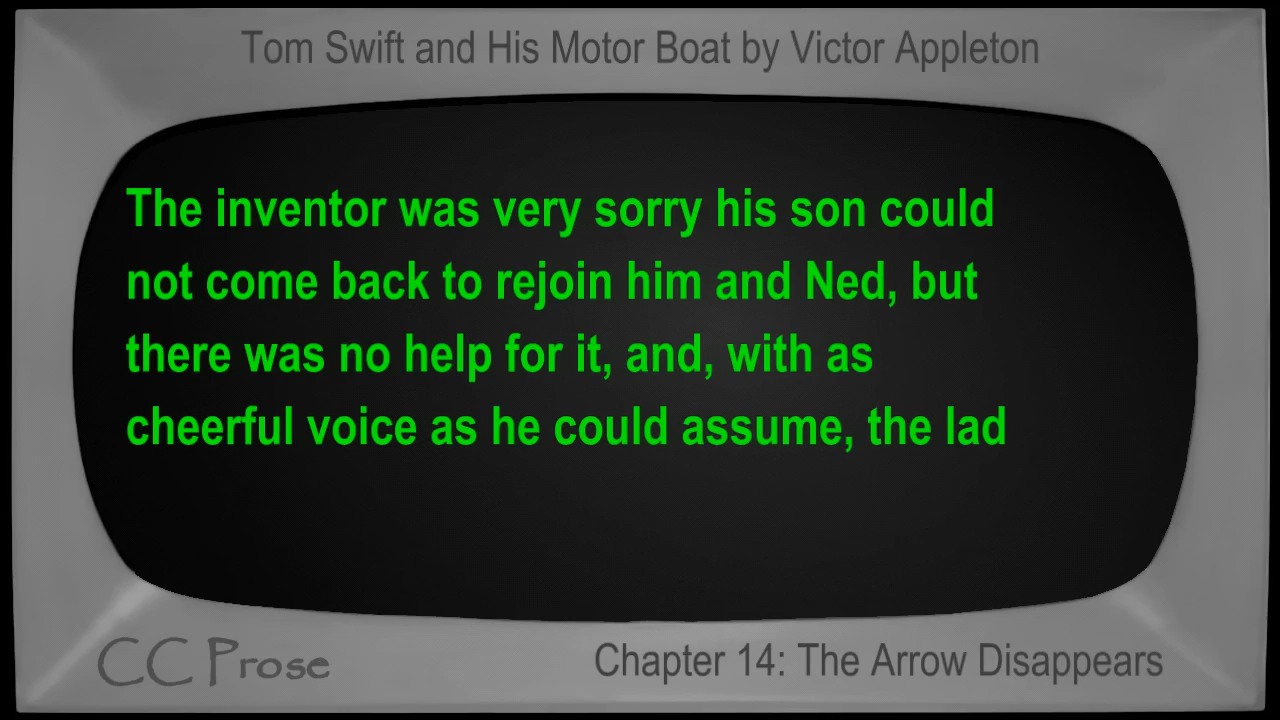 Tom Swift and His Motor Boat by Victor Appleton
The inventor was very sorry his son could
not come back to rejoin him and Ned, but
there was no help for it, and, with as
cheerful voice as he could assume, the lad
CC Prose
Chapter 14: The Arrow Disappears